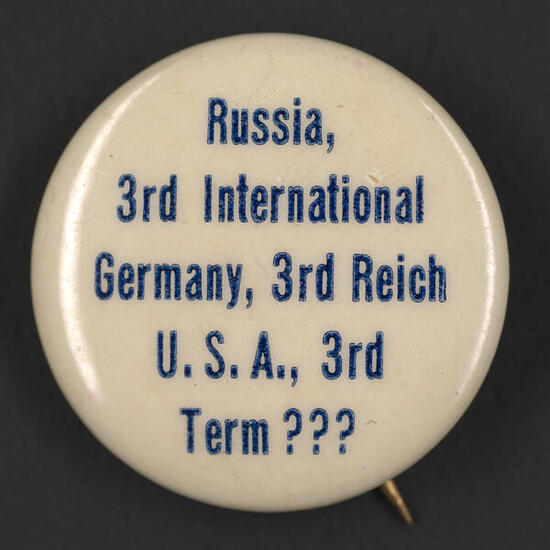 Russia,
3rd International
Germany, 3rd Reich
U.S.A., 3rd
Term ???